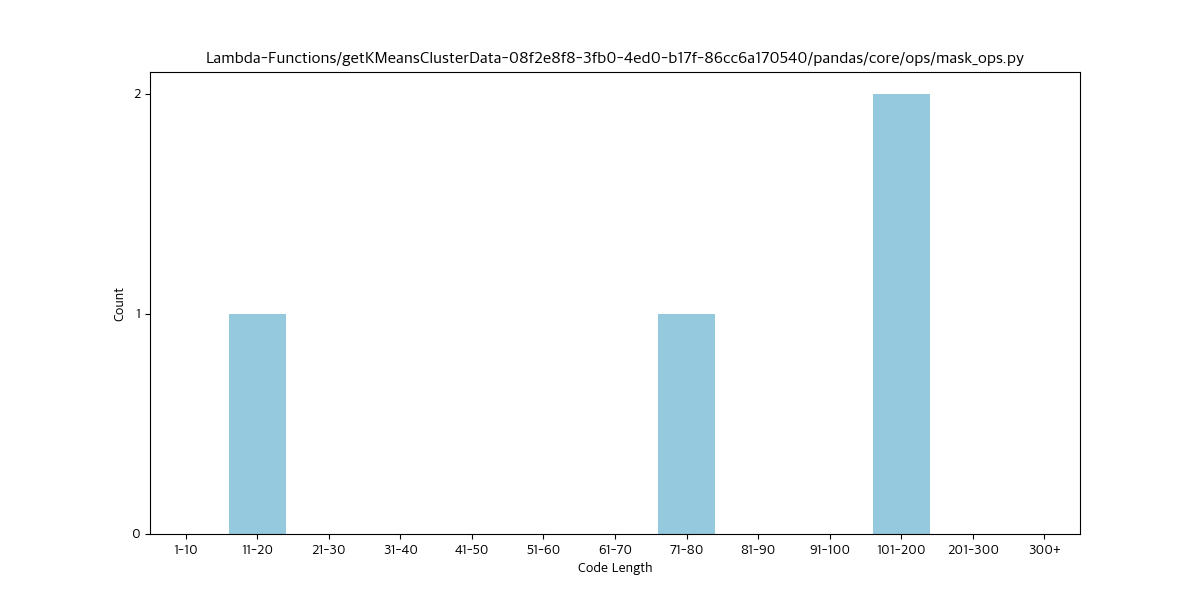 Lambda-Functions/getKMeansClusterData-08f2e8f8-3fb0-4ed0-b17f-86cc6a170540/pandas/core/ops/mask_ops.py
2
1
0
Count
1-10 11-20 21-30 31-40 41-50 51-60 61-70 71-80 81-90 91-100 101-200 201-300 300+
Code Length